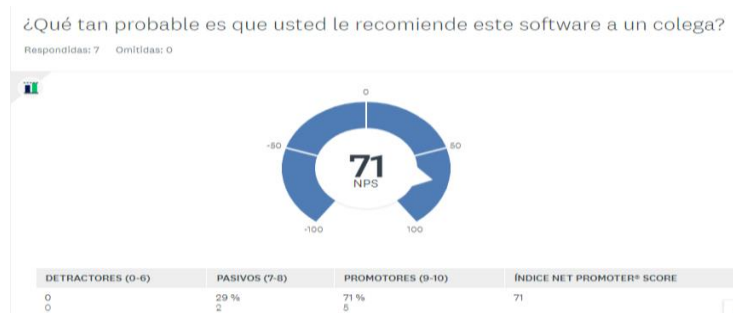 ¿Qué tan probable es que usted le recomiende este software a un colega?
Respondidas: 7 Omitidas: 0
0
-50 50
71
NPS
-100 100
DETRACTORES (0-6) PASIVOS (7-8) PROMOTORES (9-10) ÍNDICE NET PROMOTER® SCORE
0 29 % 71 % 71
0 2 5